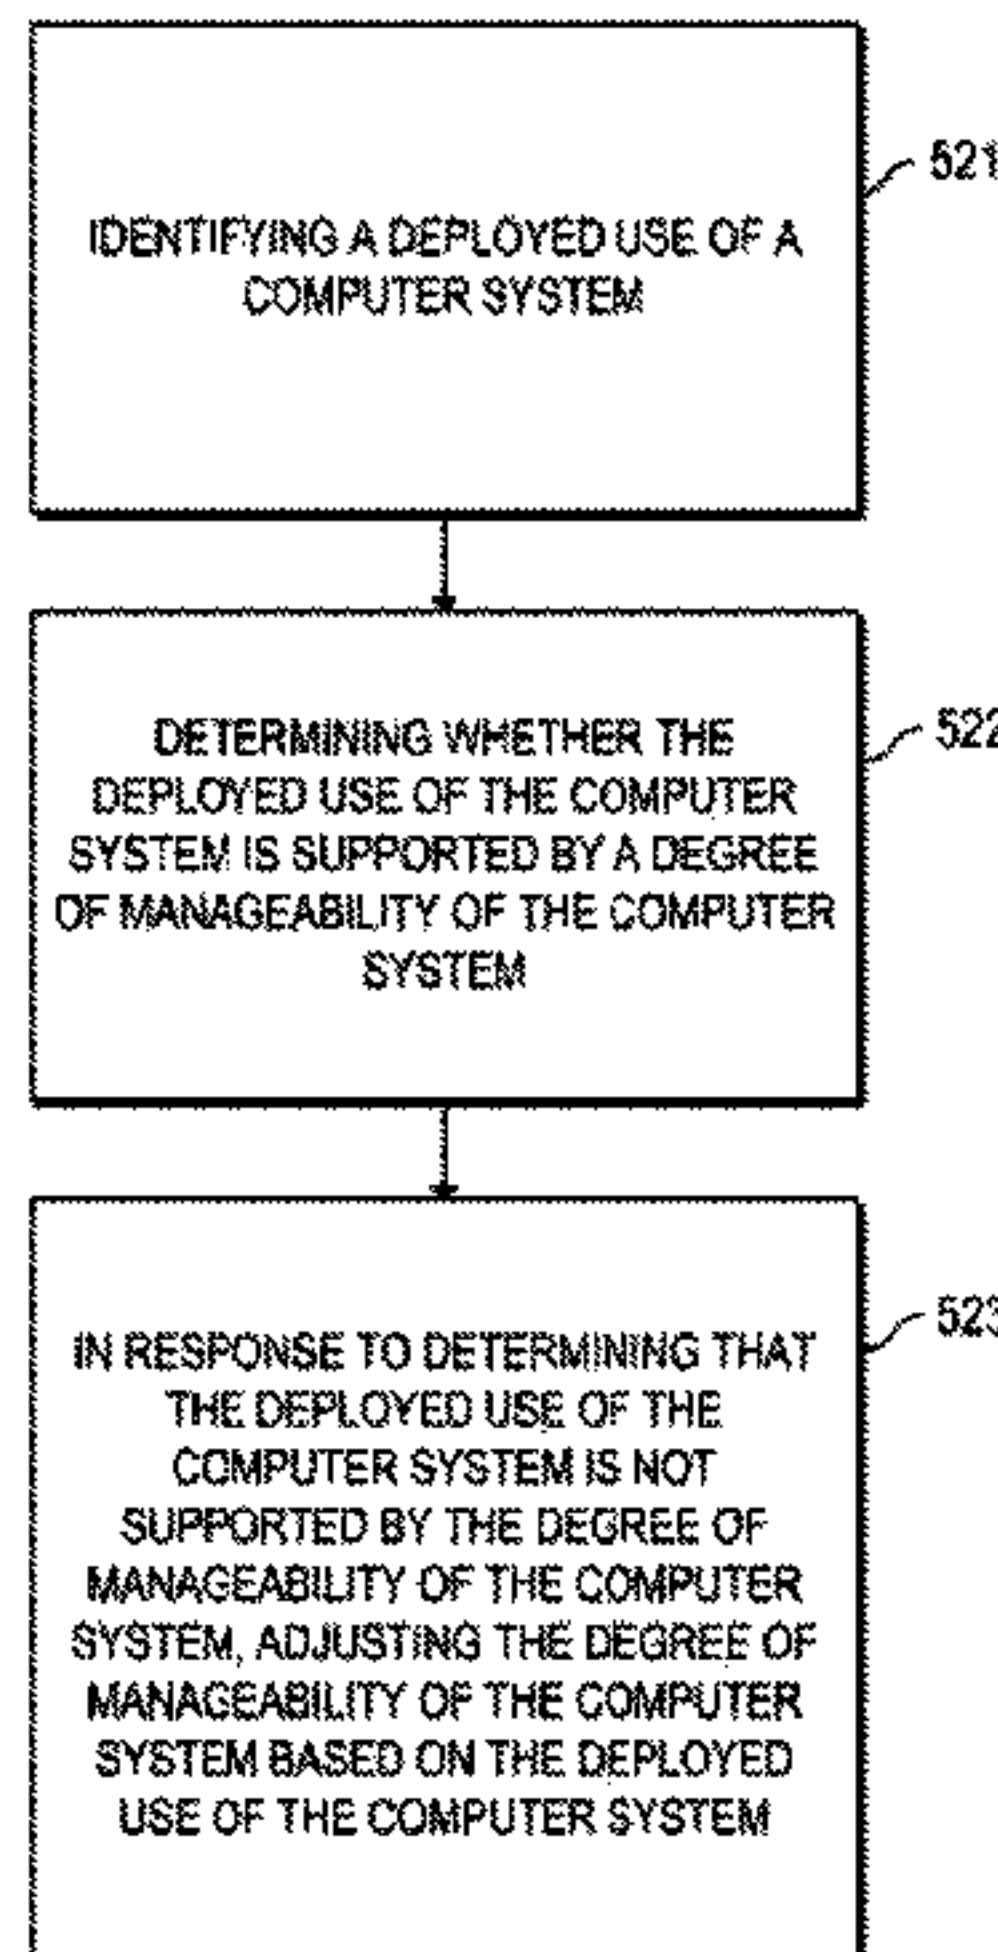 521
IDENTIFYING A DEPLOYED USE OF A
COMPUTER SYSTEM
522
DETERMINING WHETHER THE
DEPLOYED USE OF THE COMPUTER
SYSTEM IS SUPPORTED BY A DEGREE
OF MANAGEABILITY OF THE COMPUTER
SYSTEM
523
IN RESPONSE TO DETERMINING THAT
THE DEPLOYED USE OF THE
COMPUTER SYSTEM IS NOT
SUPPORTED BY THE DEGREE OF
MANAGEABILITY OF THE COMPUTER
SYSTEM, ADJUSTING THE DEGREE OF
MANAGEABILITY OF THE COMPUTER
SYSTEM BASED ON THE DEPLOYED
USE OF THE COMPUTER SYSTEM